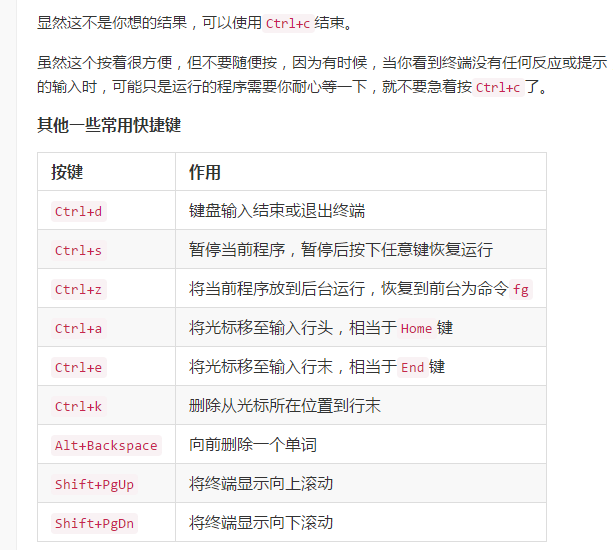 显然这不是你想的结果，可以使用 Ctrl+c 结束。
虽然这个按着很方便，但不要随便按，因为有时候，当你看到终端没有任何反应或提示
的输入时，可能只是运行的程序需要你耐心等一下，就不要急着按 Ctrl+c 了。
其他一些常用快捷键
按键 作用
Ctrl+d 键盘输入结束或退出终端
Ctrl+s 暂停当前程序，暂停后按下任意键恢复运行
Ctrl+z 将当前程序放到后台运行，恢复到前台为命令 fg
Ctrl+a 将光标移至输入行头，相当于 Home 键
Ctrl+e 将光标移至输入行末，相当于 End 键
Ctrl+k 删除从光标所在位置到行末
Alt+Backspace 向前删除一个单词
Shift+PgUp 将终端显示向上滚动
Shift+PgDn 将终端显示向下滚动